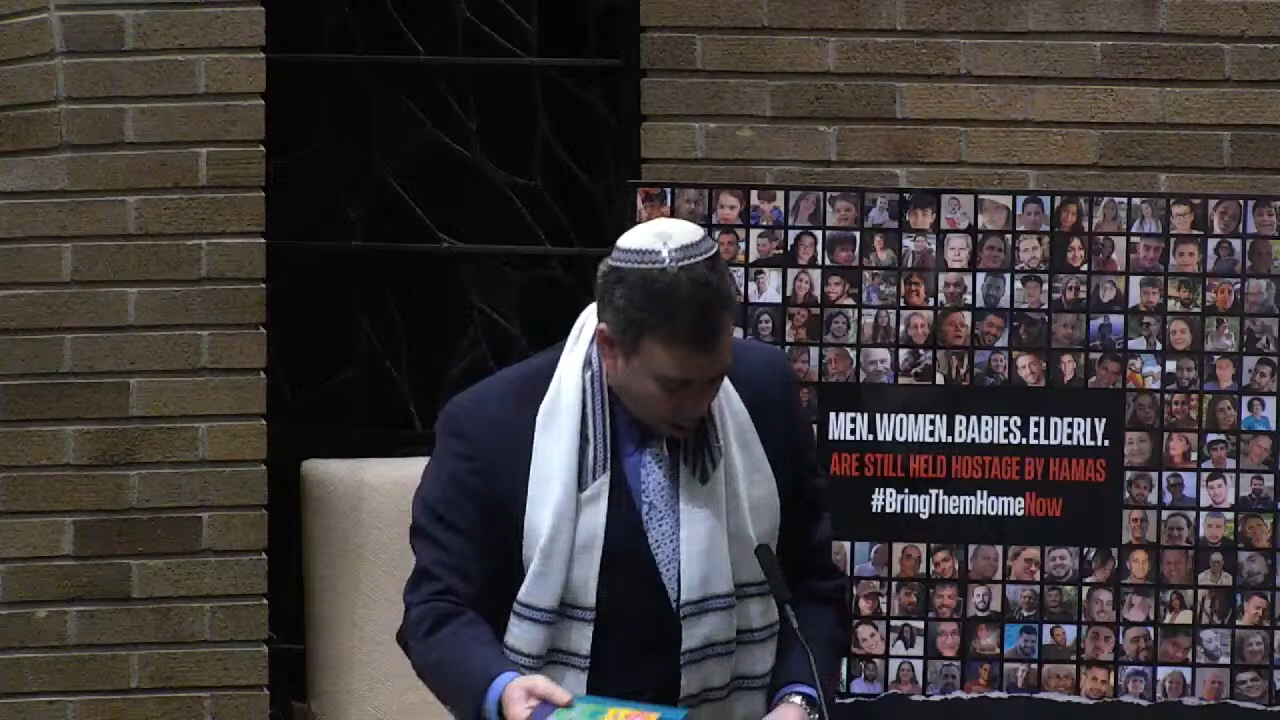 MEN. WOMEN. BABIES. ELDERLY.
ARE STILL HELD HOSTAGE BY HAMAS
#BringThemHomeNow